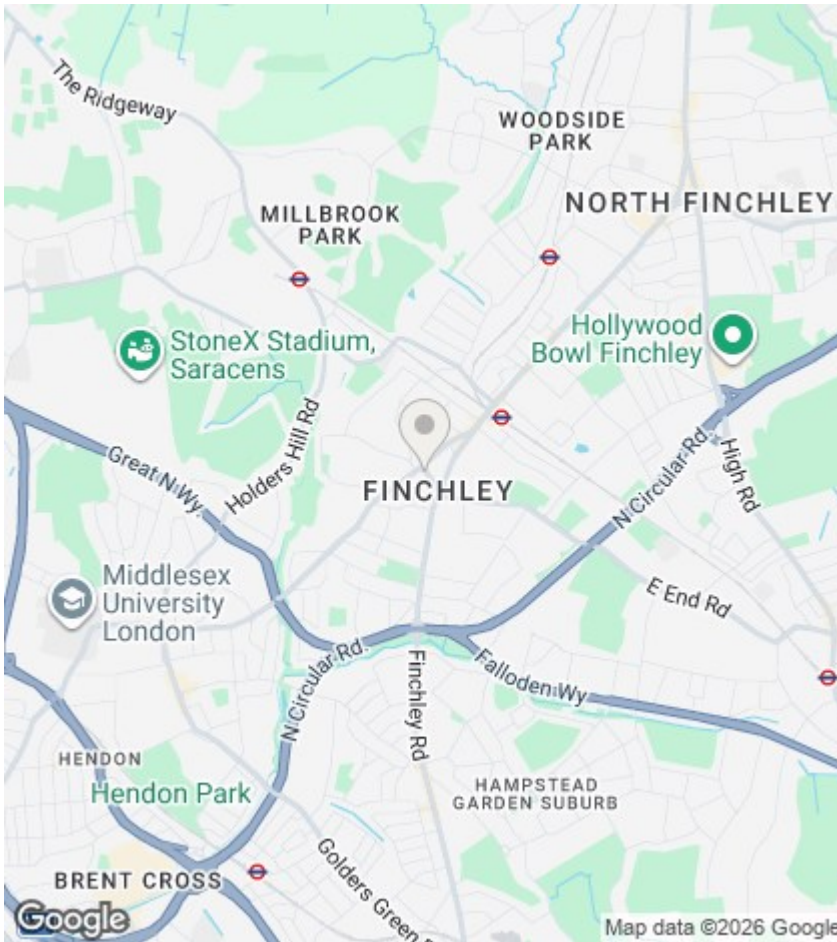 The Ridgeway
WOODSIDE
PARK
NORTH FINCHLEY
MILLBROOK
PARK
StoneX Stadium,
Saracens
Hollywood
Bowl Finchley
Holders Hill Rd
Great N Wy.
FINCHLEY
N Circular Rd.
High Rd
Middlesex
University
London
E End Rd
N Circular Rd.
Finchley Rd
Falloden Wy
HENDON
Hendon Park
HAMPSTEAD
GARDEN SUBURB
BRENT CROSS
Golders Green
Google
Map data ©2026 Google